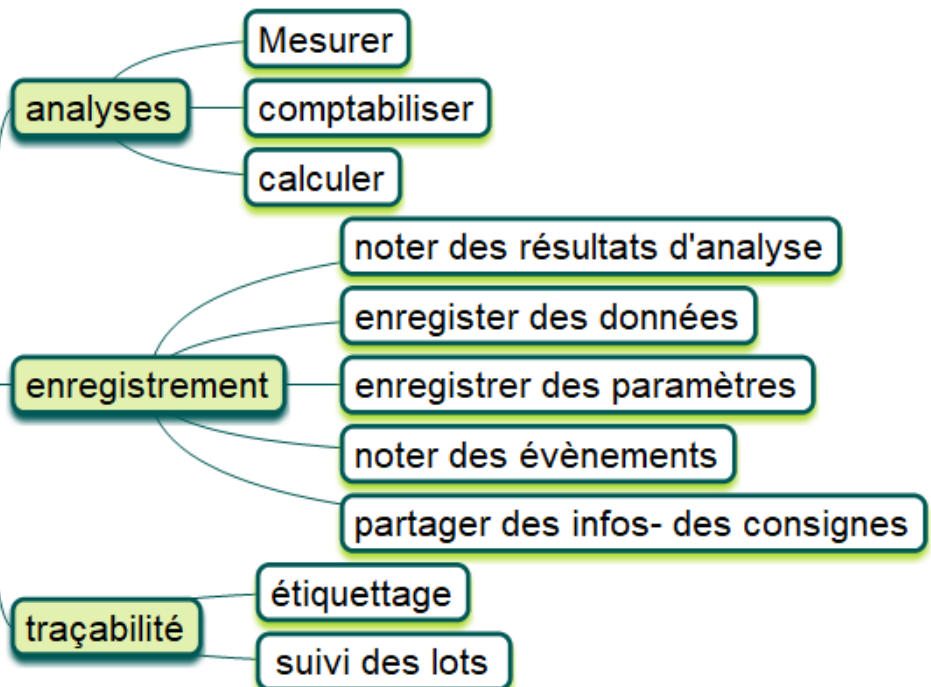 analyses
Mesurer
comptabiliser
calculer
enregistrement
noter des résultats d'analyse
enregister des données
enregistrer des paramètres
noter des évènements
partager des infos- des consignes
traçabilité
étiquettage
suivi des lots